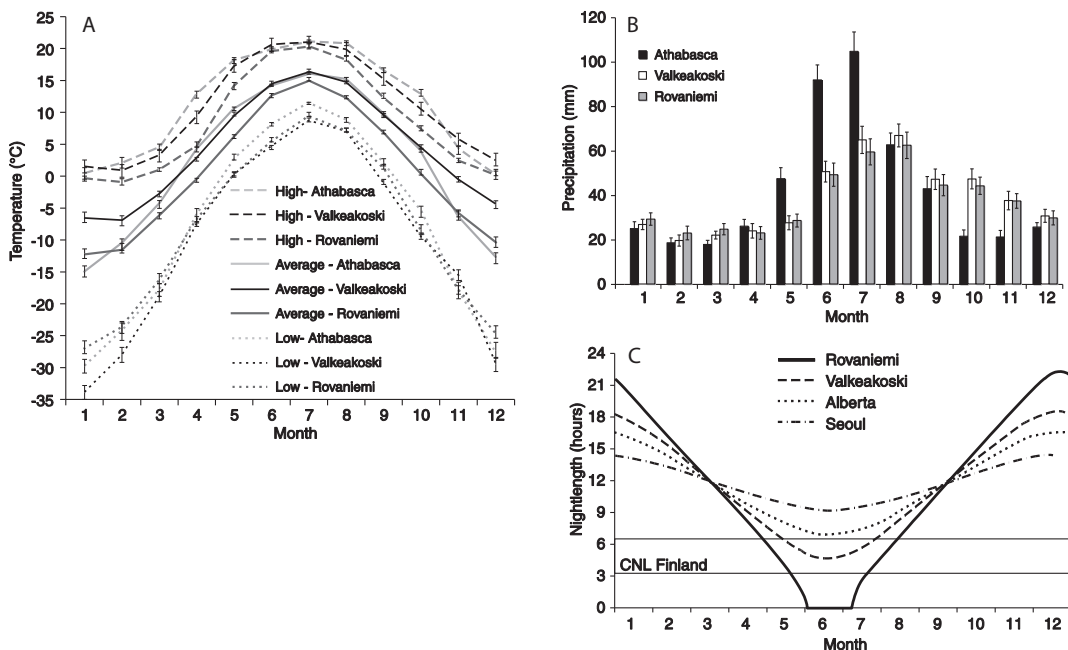 A
25
20
15
10
5
0
-5
-10
-15
-20
-25
-30
-35
Temperature (°C)
High- Athabasca
High - Valkeakoski
High - Rovaniemi
Average - Athabasca
Average - Valkeakoski
Average - Rovaniemi
Low- Athabasca
Low - Valkeakoski
Low - Rovaniemi
1 2 3 4 5 6 7 8 9 10 11 12
Month
B
120
100
80
60
40
20
0
Precipitation (mm)
Athabasca
Valkeakoski
Rovaniemi
1 2 3 4 5 6 7 8 9 10 11 12
Month
C
24
21
18
15
12
9
6
3
0
Nightlength (hours)
Rovaniemi
Valkeakoski
Alberta
Seoul
CNL Finland
1 2 3 4 5 6 7 8 9 10 11 12
Month